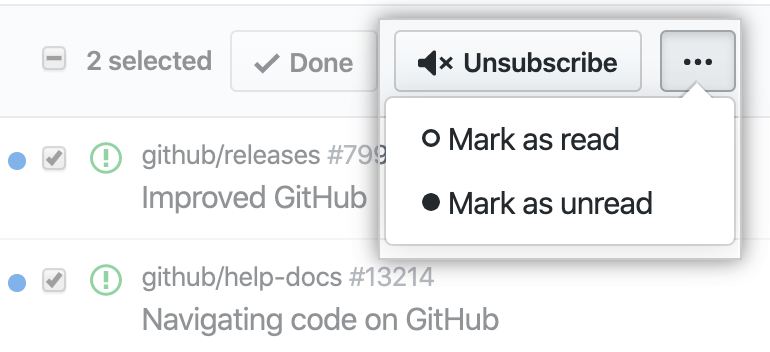 2 selected Done Unsubscribe ...
Mark as read
Mark as unread
github/releases #799
Improved GitHub
github/help-docs #13214
Navigating code on GitHub